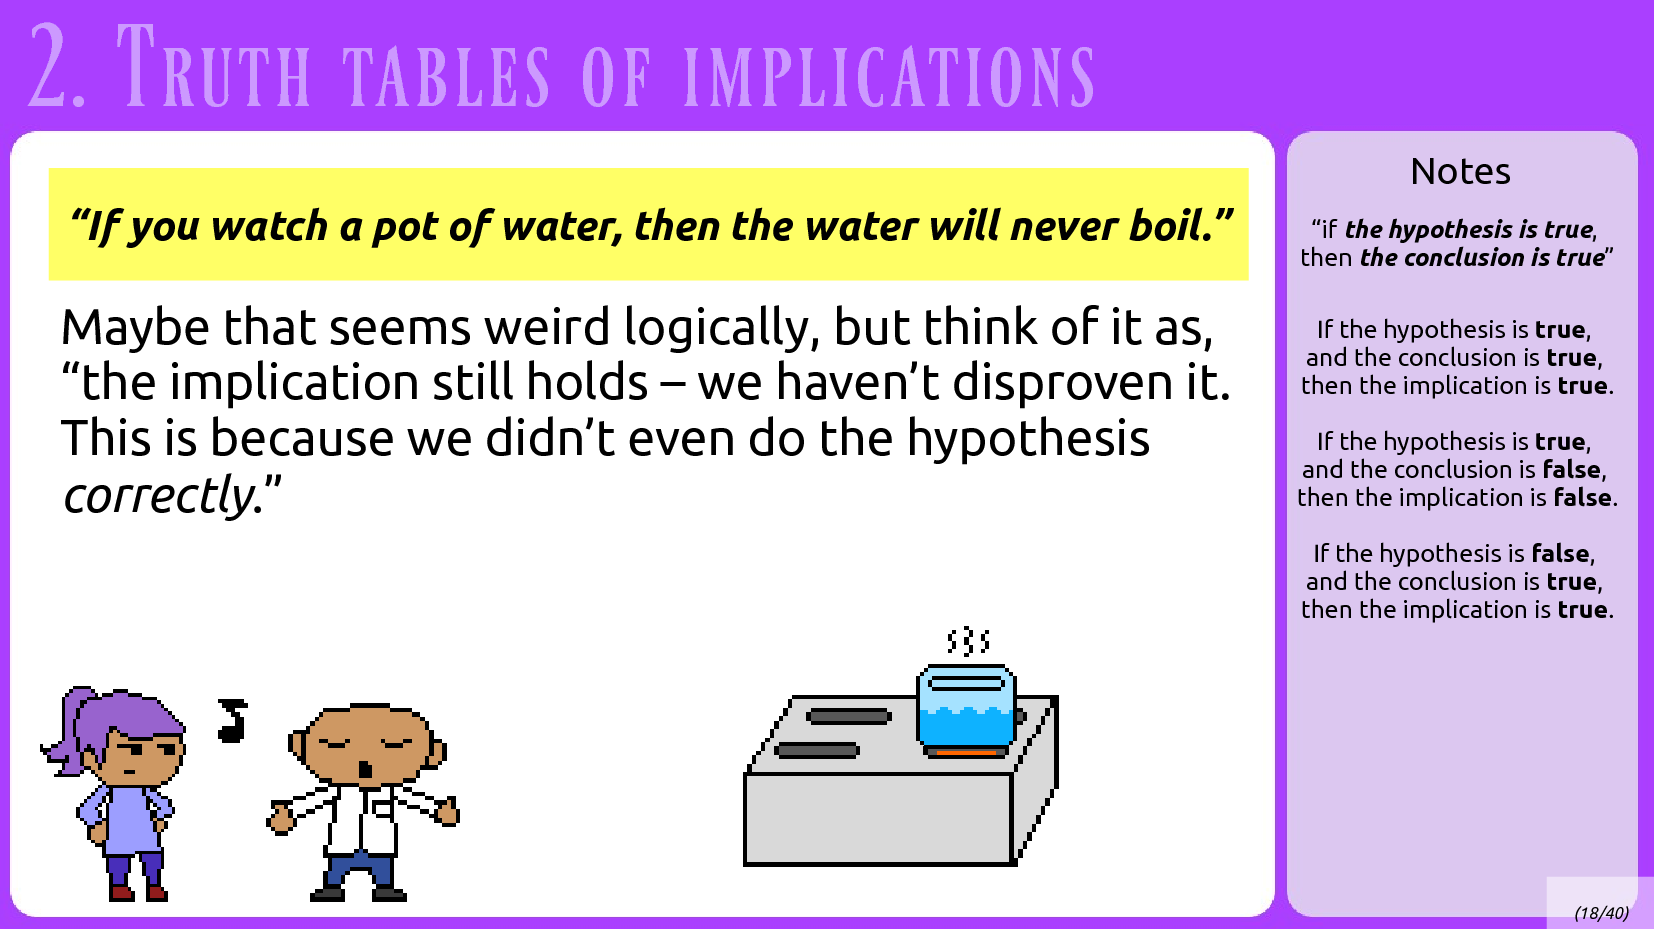 2. Truth tables of implications
“If you watch a pot of water, then the water will never boil.”
Maybe that seems weird logically, but think of it as,
“the implication still holds – we haven’t disproven it.
This is because we didn’t even do the hypothesis
correctly.”
Notes
“if the hypothesis is true,
then the conclusion is true”
If the hypothesis is true,
and the conclusion is true,
then the implication is true.
If the hypothesis is true,
and the conclusion is false,
then the implication is false.
If the hypothesis is false,
and the conclusion is true,
then the implication is true.
(18/40)